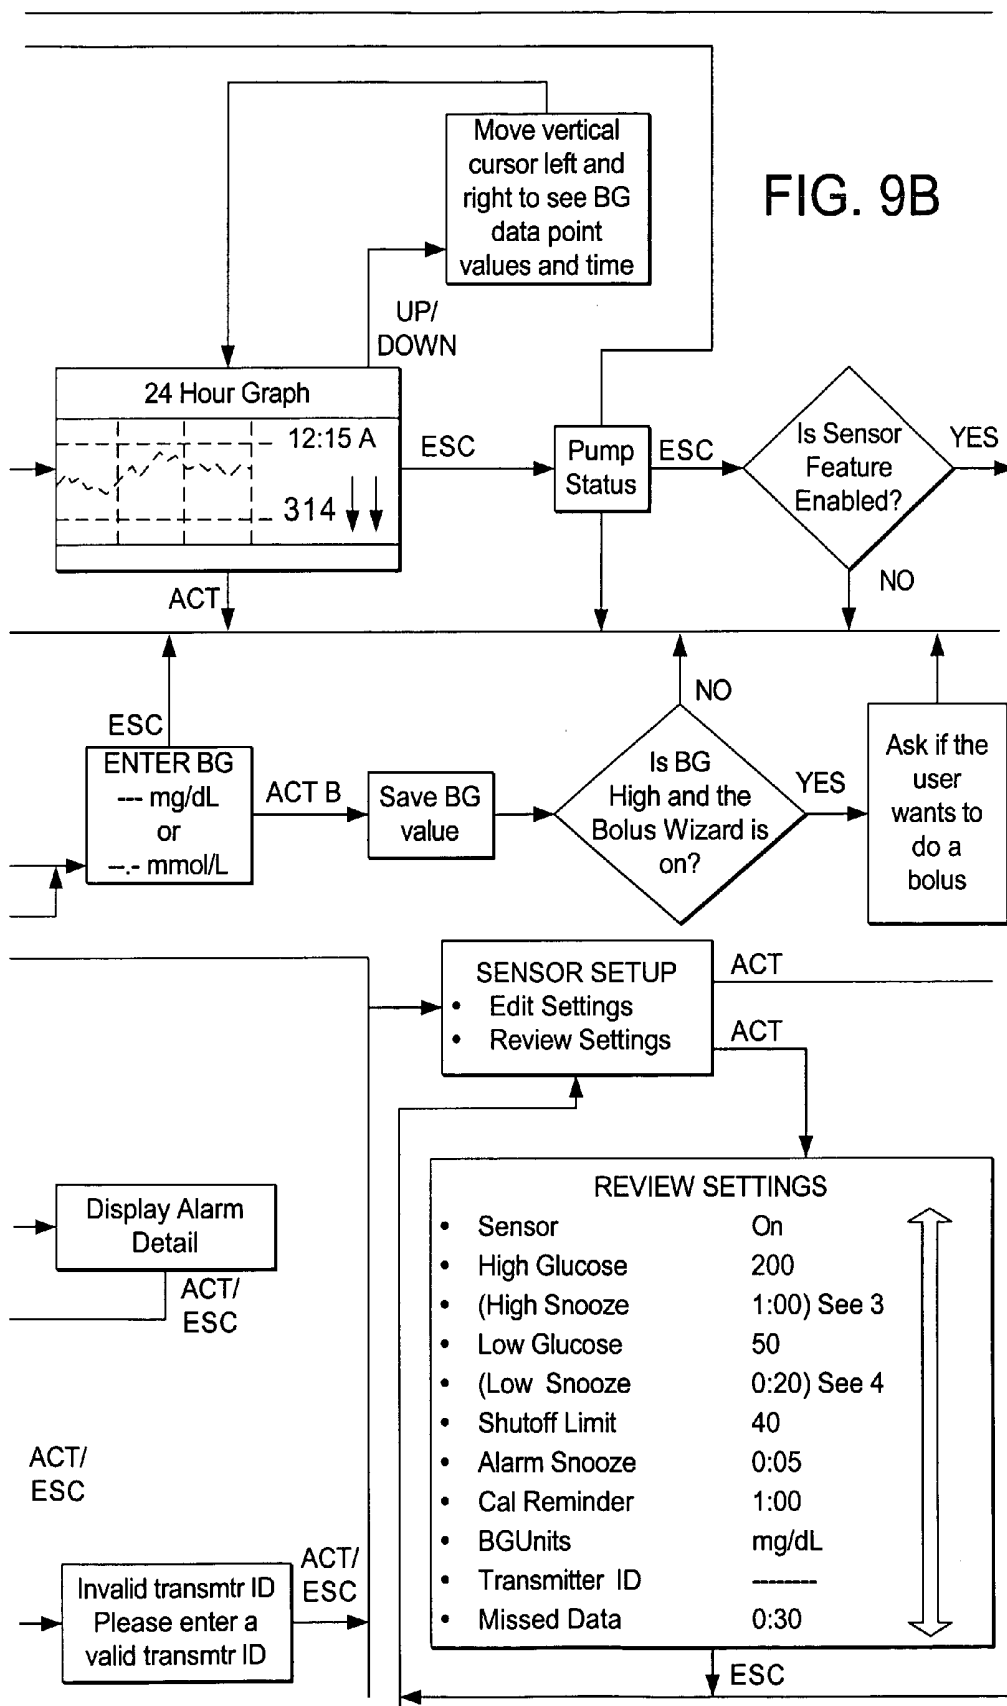 Move vertical
cursor left and
right to see BG
data point
values and time
FIG. 9B
UP/
DOWN
24 Hour Graph
12:15 A
314
ESC
Pump
Status
ESC
Is Sensor
Feature
Enabled?
YES
NO
ACT
ESC
ENTER BG
--- mg/dL
or
--.- mmol/L
ACT B
Save BG
value
Is BG
High and the
Bolus Wizard is
on?
NO
YES
Ask if the
user
wants to
do a
bolus
SENSOR SETUP
• Edit Settings
• Review Settings
ACT
ACT
Display Alarm
Detail
ACT/
ESC
ACT/
ESC
Invalid transmtr ID
Please enter a
valid transmtr ID
ACT/
ESC
REVIEW SETTINGS
• Sensor On
• High Glucose 200
• (High Snooze 1:00) See 3
• Low Glucose 50
• (Low Snooze 0:20) See 4
• Shutoff Limit 40
• Alarm Snooze 0:05
• Cal Reminder 1:00
• BGUnits mg/dL
• Transmitter ID -------
• Missed Data 0:30
ESC